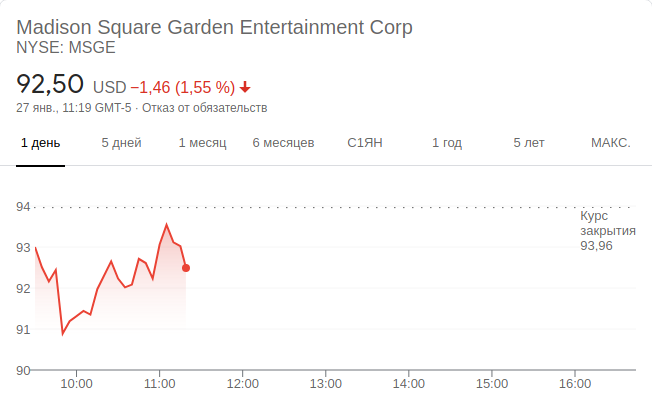 Madison Square Garden Entertainment Corp
NYSE: MSGE
92,50 USD −1,46 (1,55 %)
27 янв., 11:19 GMT-5 · Отказ от обязательств
1 день 5 дней 1 месяц 6 месяцев С1ЯН 1 год 5 лет МАКС.
94
Курс
закрытия
93,96
93
92
91
90
10:00 11:00 12:00 13:00 14:00 15:00 16:00